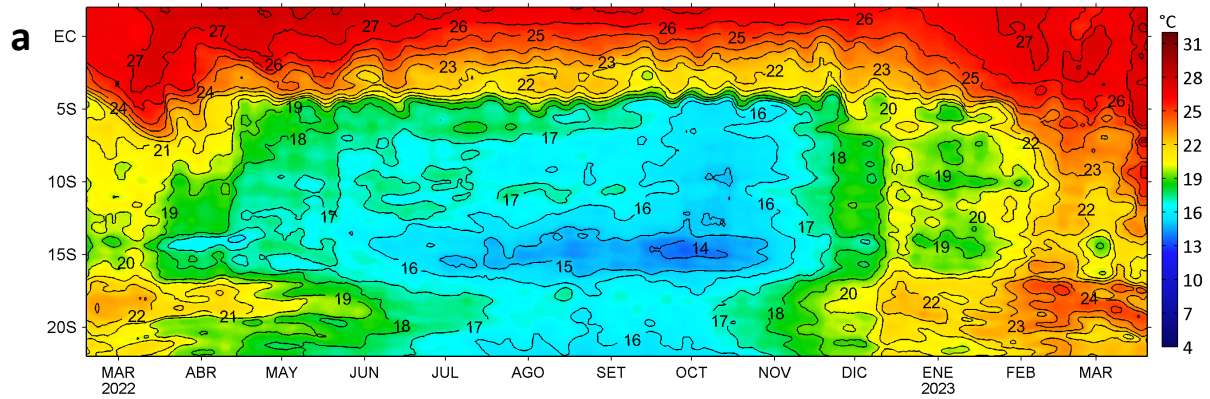 a
°C
EC
5S
10S
15S
20S
27 27 26 25 26 25 26 27
26 23 23 22 22 23 25
24 24 19 20 26
21 18 17 16 18 22
19 17 17 16 16 19 23
20 16 15 14 17 20 22
22 21 19 18 17 16 18 20 19 22 23 24
31
28
25
22
19
16
13
10
7
4
MAR ABR MAY JUN JUL AGO SET OCT NOV DIC ENE FEB MAR
2022 2023